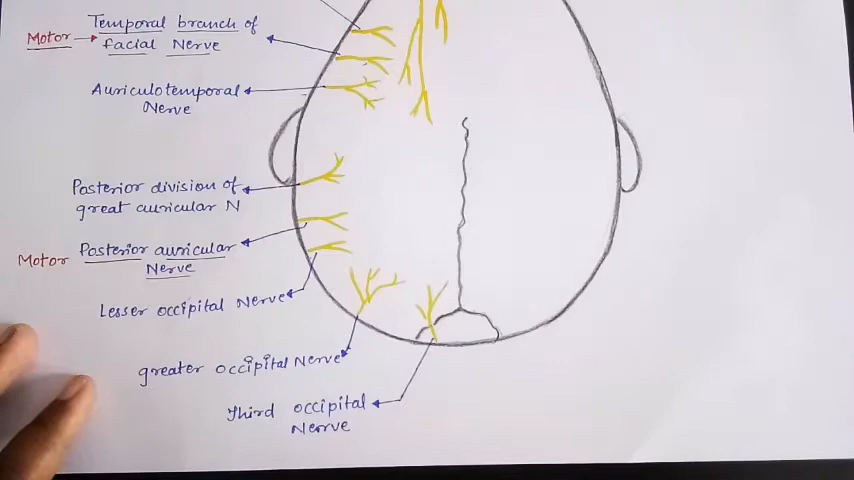 Temporal branch of
Motor → facial Nerve
Auriculotemporal
Nerve
Posterior division of
great auricular N
Motor Posterior auricular
Nerve
Lesser occipital Nerve
greater occipital Nerve
Third occipital
Nerve